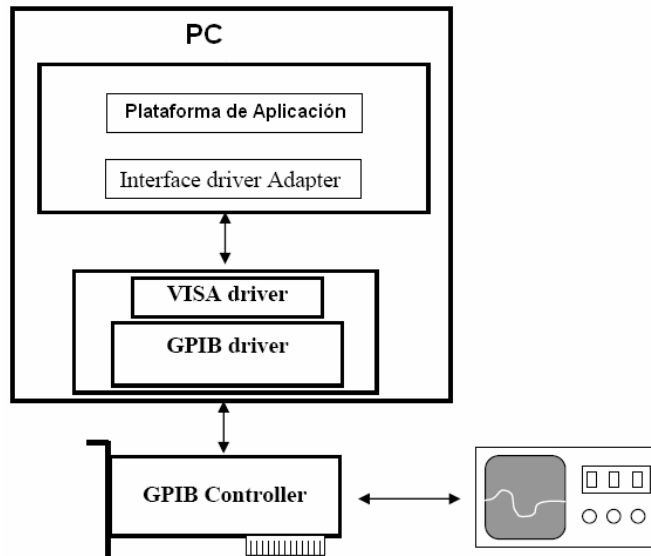 PC
Plataforma de Aplicación
Interface driver Adapter
VISA driver
GPIB driver
GPIB Controller